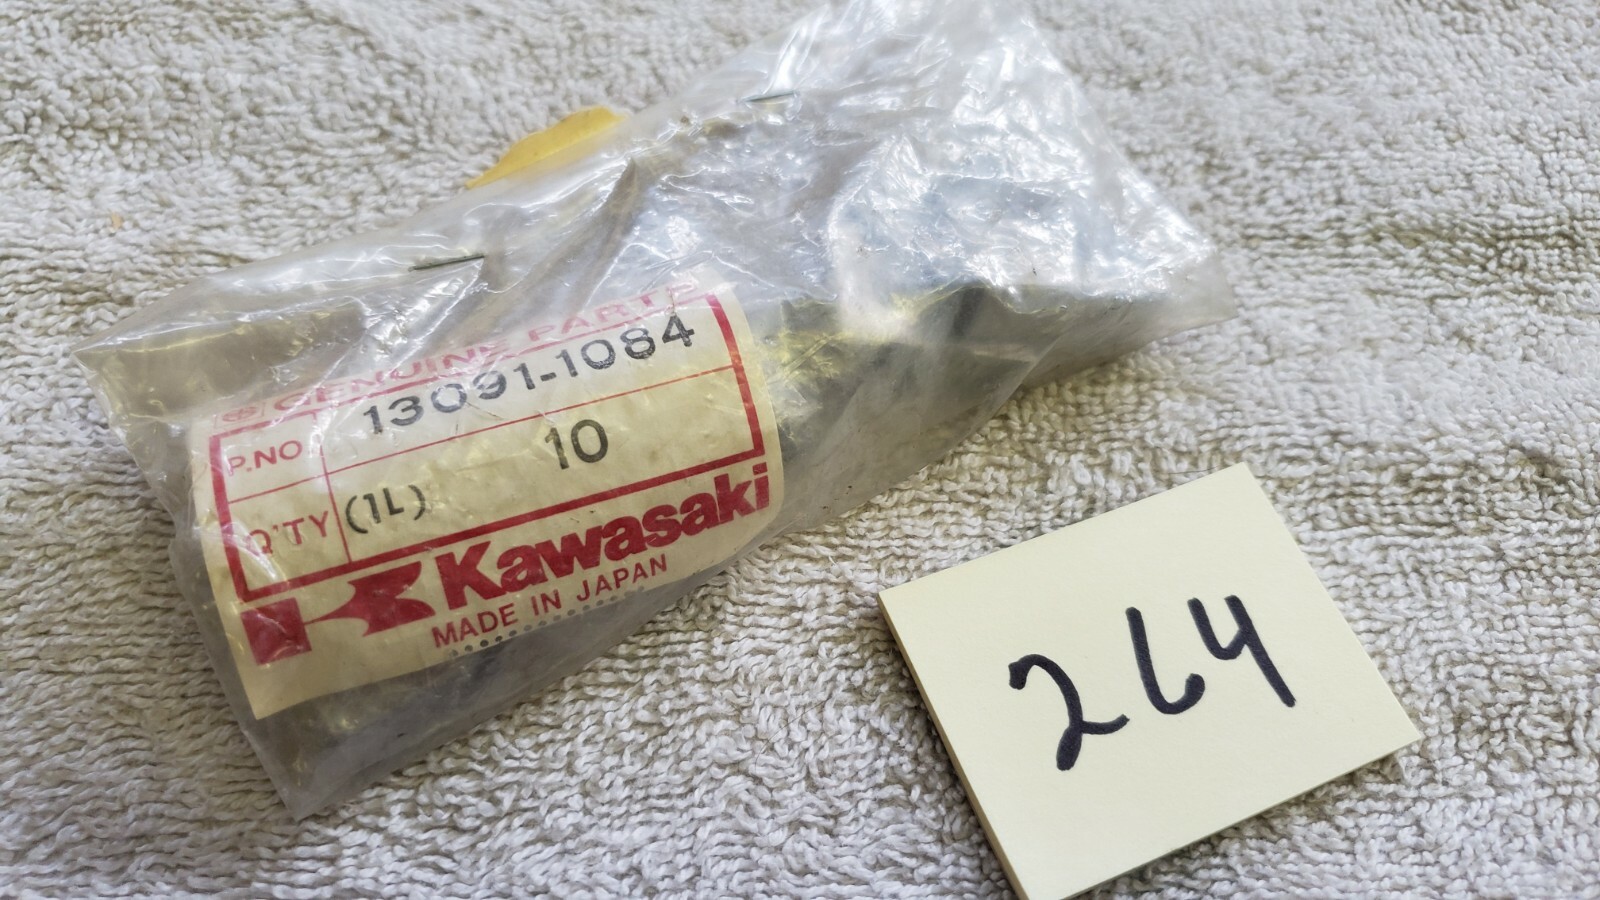 GENUINE PARTS
P.NO. 13091-1084
Q'TY (1L) 10
Kawasaki
MADE IN JAPAN
264